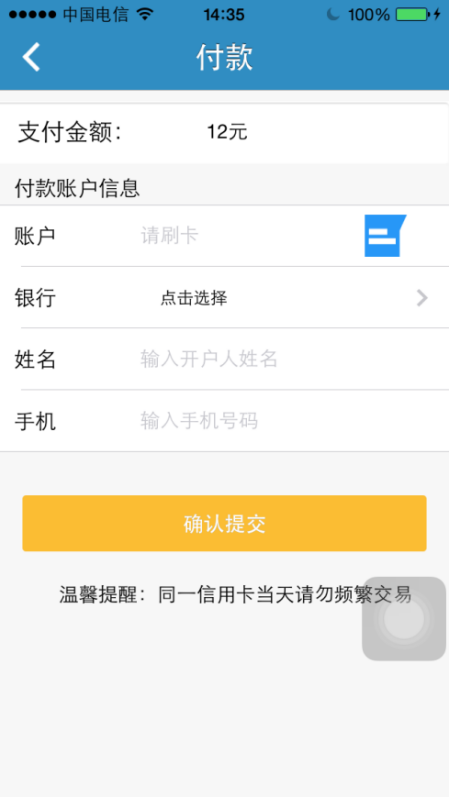 中国电信 14:35 100%
付款
支付金额： 12元
付款账户信息
账户 请刷卡
银行 点击选择
姓名 输入开户人姓名
手机 输入手机号码
确认提交
温馨提醒：同一信用卡当天请勿频繁交易